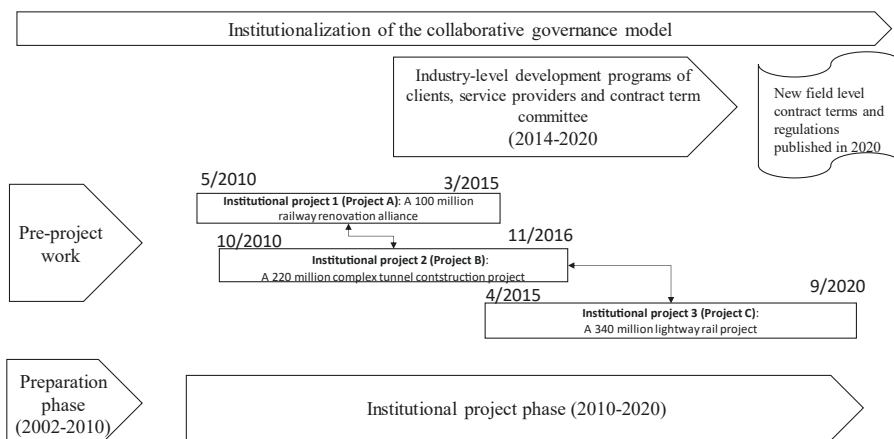 Institutionalization of the collaborative governance model
Industry-level development programs of
clients, service providers and contract term
committee
(2014-2020
New field level
contract terms and
regulations
published in 2020
Pre-project
work
5/2010
3/2015
Institutional project 1 (Project A): A 100 million
railway renovation alliance
10/2010
11/2016
Institutional project 2 (Project B):
A 220 million complex tunnel contstruction project
4/2015
9/2020
Institutional project 3 (Project C):
A 340 million lightway rail project
Preparation
phase
(2002-2010)
Institutional project phase (2010-2020)